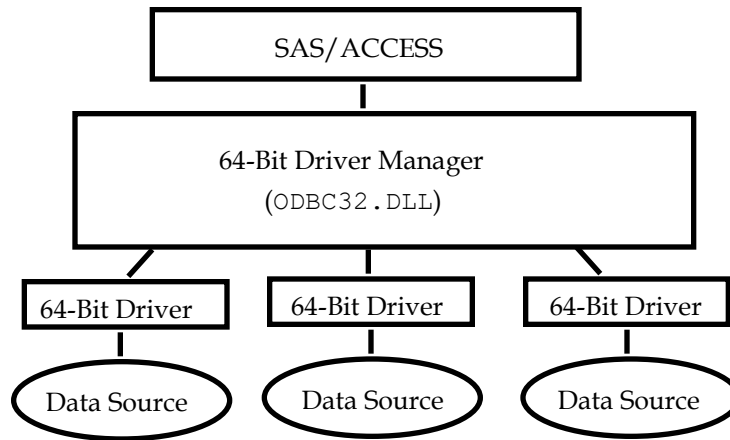 SAS/ACCESS
64-Bit Driver Manager
(ODBC32.DLL)
64-Bit Driver
64-Bit Driver
64-Bit Driver
Data Source
Data Source
Data Source